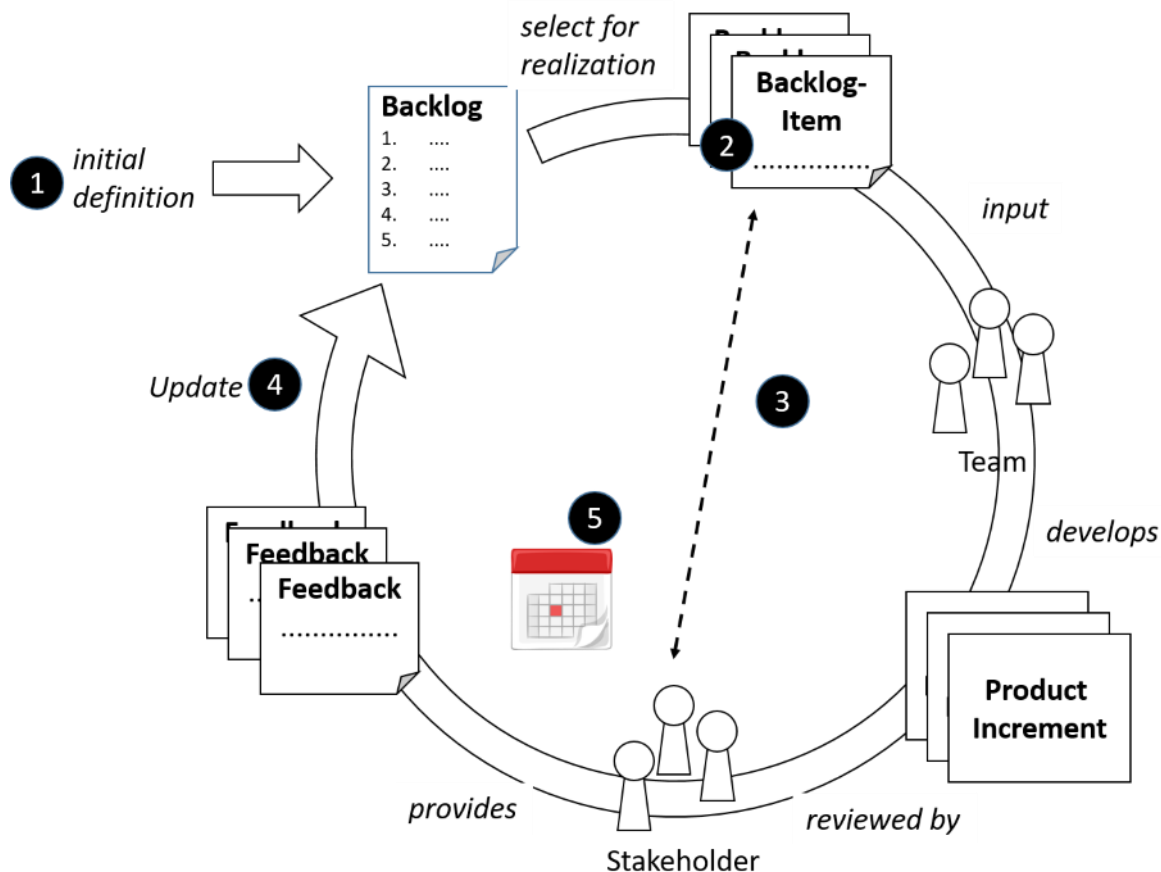 select for
realization
Backlog-
Item
..................
2
Backlog
1. ....
2. ....
3. ....
4. ....
5. ....
1
initial
definition
input
3
Update
4
Team
5
develops
Feedback
Feedback
...............
Product
Increment
provides
reviewed by
Stakeholder